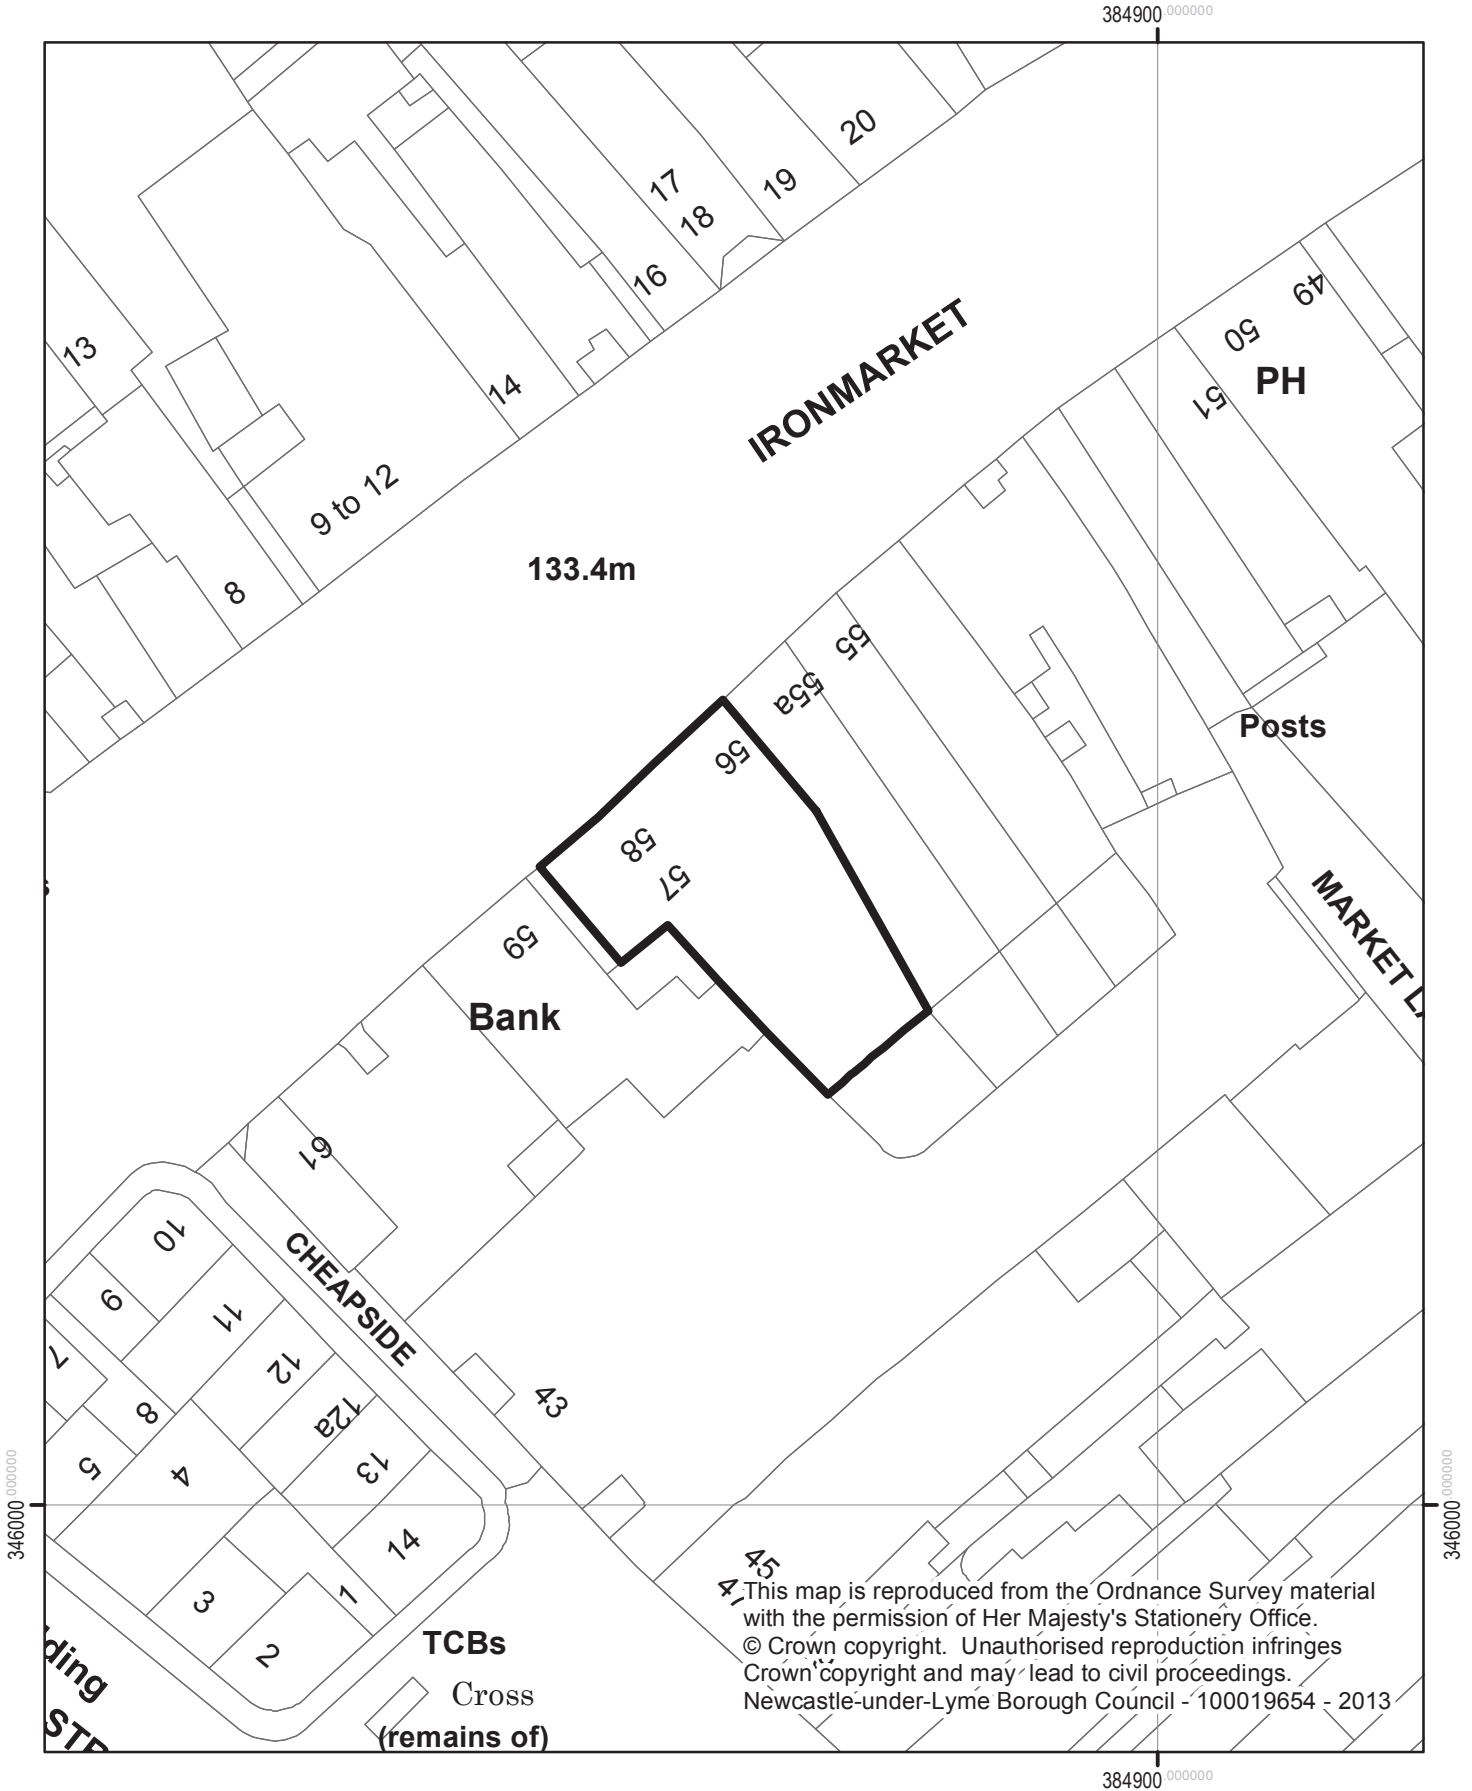 384900.000000
20
17
19
18
16
13
14
IRONMARKET
49
50
PH
51
9 to 12
133.4m
8
55
55a
Posts
56
58
57
MARKET
59
Bank
61
10
CHEAPSIDE
9
11
7
12
43
8
12a
5
4
13
346000.000000
346000.000000
14
45
3
1
2
TCBs
Cross
(remains of)
This map is reproduced from the Ordnance Survey material
with the permission of Her Majesty's Stationery Office.
© Crown copyright. Unauthorised reproduction infringes
Crown copyright and may lead to civil proceedings.
Newcastle-under-Lyme Borough Council - 100019654 - 2013
384900.000000